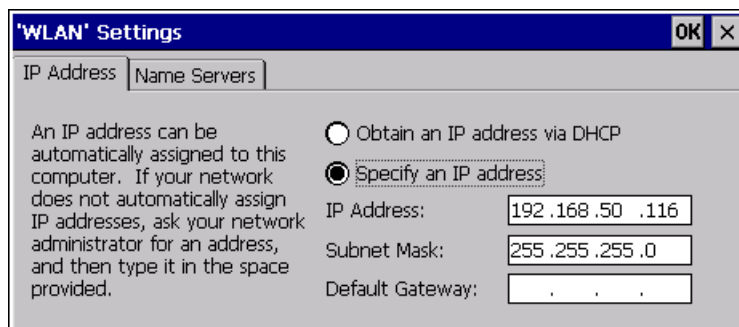 'WLAN' Settings
OK ×
IP Address Name Servers
An IP address can be
automatically assigned to this
computer. If your network
does not automatically assign
IP addresses, ask your network
administrator for an address,
and then type it in the space
provided.
Obtain an IP address via DHCP
Specify an IP address
IP Address: 192.168.50 .116
Subnet Mask: 255.255.255.0
Default Gateway: . . .